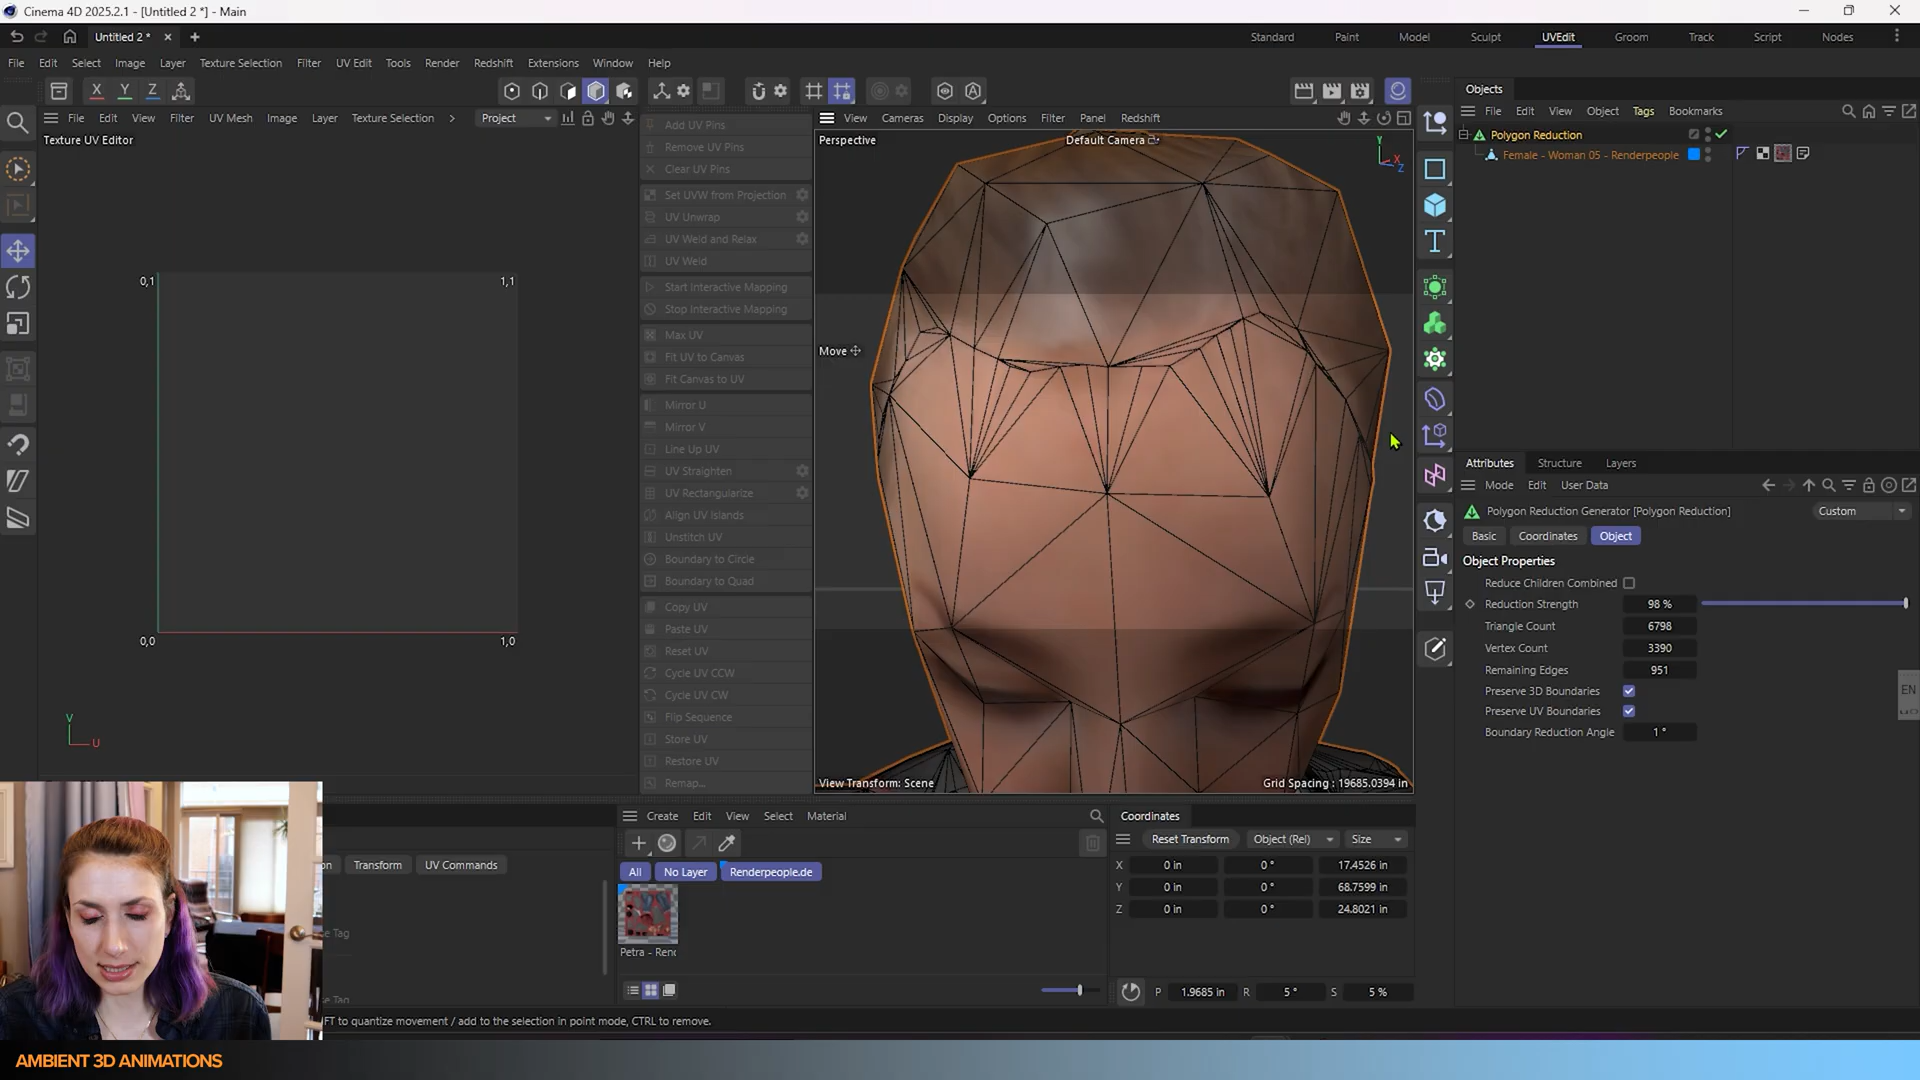 Cinema 4D 2025.2.1 - [Untitled 2 *] - Main
Untitled 2 *
Standard Paint Model Sculpt UVEdit Groom Track Script Nodes
File Edit Select Image Layer Texture Selection Filter UV Edit Tools Render Redshift Extensions Window Help
X Y Z
File Edit View Filter UV Mesh Image Layer Texture Selection Project
Texture UV Editor
0,1 1,1
0,0 1,0
V
U
Add UV Pins
Remove UV Pins
Clear UV Pins
Set UVW from Projection
UV Unwrap
UV Weld and Relax
UV Weld
Start Interactive Mapping
Stop Interactive Mapping
Max UV
Fit UV to Canvas
Fit Canvas to UV
Mirror U
Mirror V
Line Up UV
UV Straighten
UV Rectangularize
Align UV Islands
Unstitch UV
Boundary to Circle
Boundary to Quad
Copy UV
Paste UV
Reset UV
Cycle UV CCW
Cycle UV CW
Flip Sequence
Store UV
Restore UV
Remap...
View Cameras Display Options Filter Panel Redshift
Perspective
Default Camera
Y
X
Z
Move
View Transform: Scene
Grid Spacing : 19685.0394 in
Objects
File Edit View Object Tags Bookmarks
Polygon Reduction
Female - Woman 05 - Renderpeople
Attributes Structure Layers
Mode Edit User Data
Polygon Reduction Generator [Polygon Reduction]
Custom
Basic Coordinates Object
Object Properties
Reduce Children Combined
Reduction Strength 98 %
Triangle Count 6798
Vertex Count 3390
Remaining Edges 951
Preserve 3D Boundaries
Preserve UV Boundaries
Boundary Reduction Angle 1 °
EN
on Transform UV Commands
te Tag
te Tag
Create Edit View Select Material
All No Layer Renderpeople.de
Petra - Renc
Coordinates
Reset Transform Object (Rel) Size
X 0 in 0 ° 17.4526 in
Y 0 in 0 ° 68.7599 in
Z 0 in 0 ° 24.8021 in
P 1.9685 in R 5 ° S 5 %
FT to quantize movement / add to the selection in point mode, CTRL to remove.
AMBIENT 3D ANIMATIONS